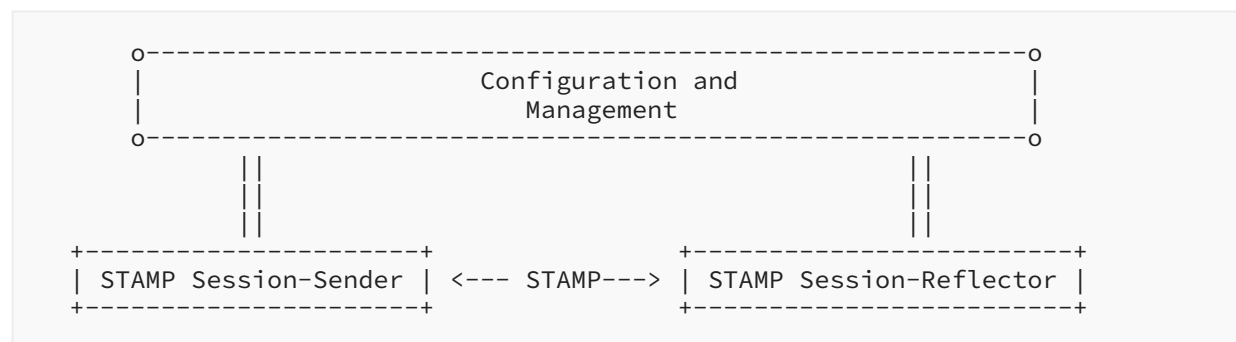 o----------------------------------------------------------o
|                      Configuration and                   |
|                         Management                       |
o----------------------------------------------------------o
||                                          ||
||                                          ||
||                                          ||
+----------------------+                +-------------------------+
| STAMP Session-Sender | <--- STAMP---> | STAMP Session-Reflector |
+----------------------+                +-------------------------+